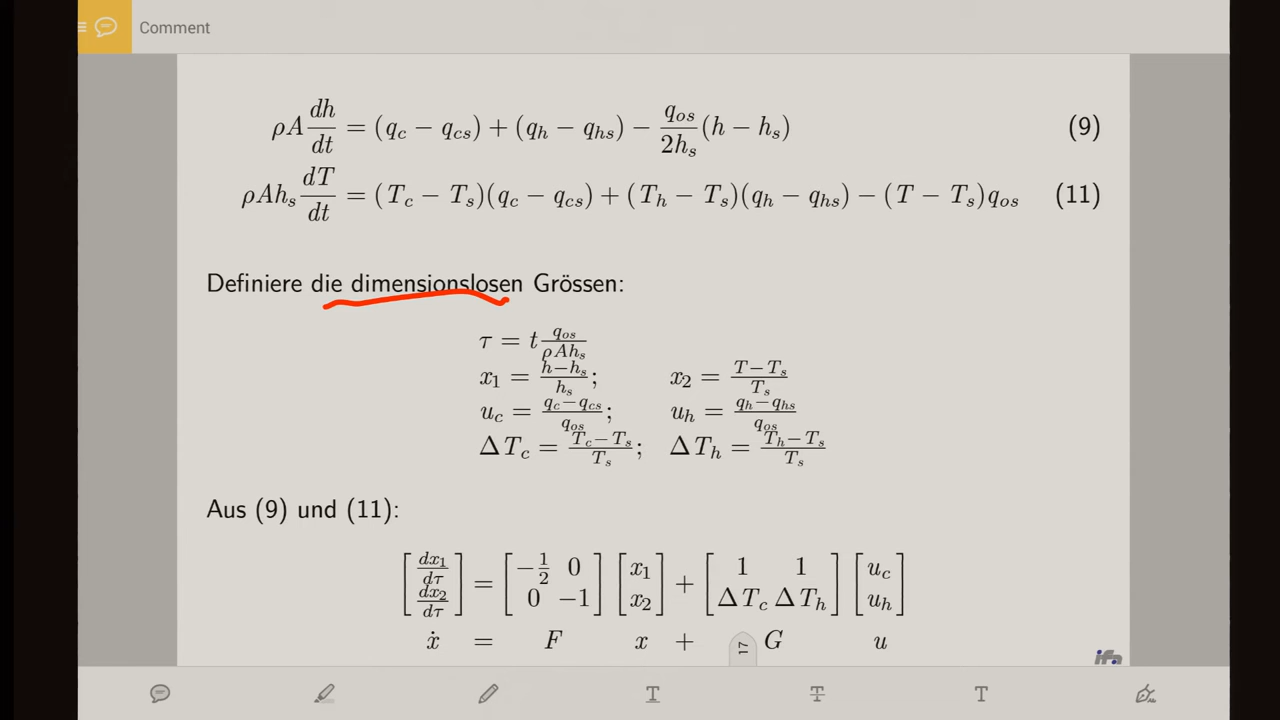 Comment
ρA dh/dt = (q_c − q_cs) + (q_h − q_hs) − q_os/2h_s (h − h_s) (9)
ρAh_s dT/dt = (T_c − T_s)(q_c − q_cs) + (T_h − T_s)(q_h − q_hs) − (T − T_s)q_os (11)
Definiere die dimensionslosen Grössen:
τ = t q_os/ρAh_s
x_1 = h−h_s/h_s; x_2 = T−T_s/T_s
u_c = q_c−q_cs/q_os; u_h = q_h−q_hs/q_os
ΔT_c = T_c−T_s/T_s; ΔT_h = T_h−T_s/T_s
Aus (9) und (11):
[dx_1/dτ dx_2/dτ] = [−1/2 0 0 −1] [x_1 x_2] + [1 1 ΔT_c ΔT_h] [u_c u_h]
ẋ = F x + G u
17
ifa
T T T